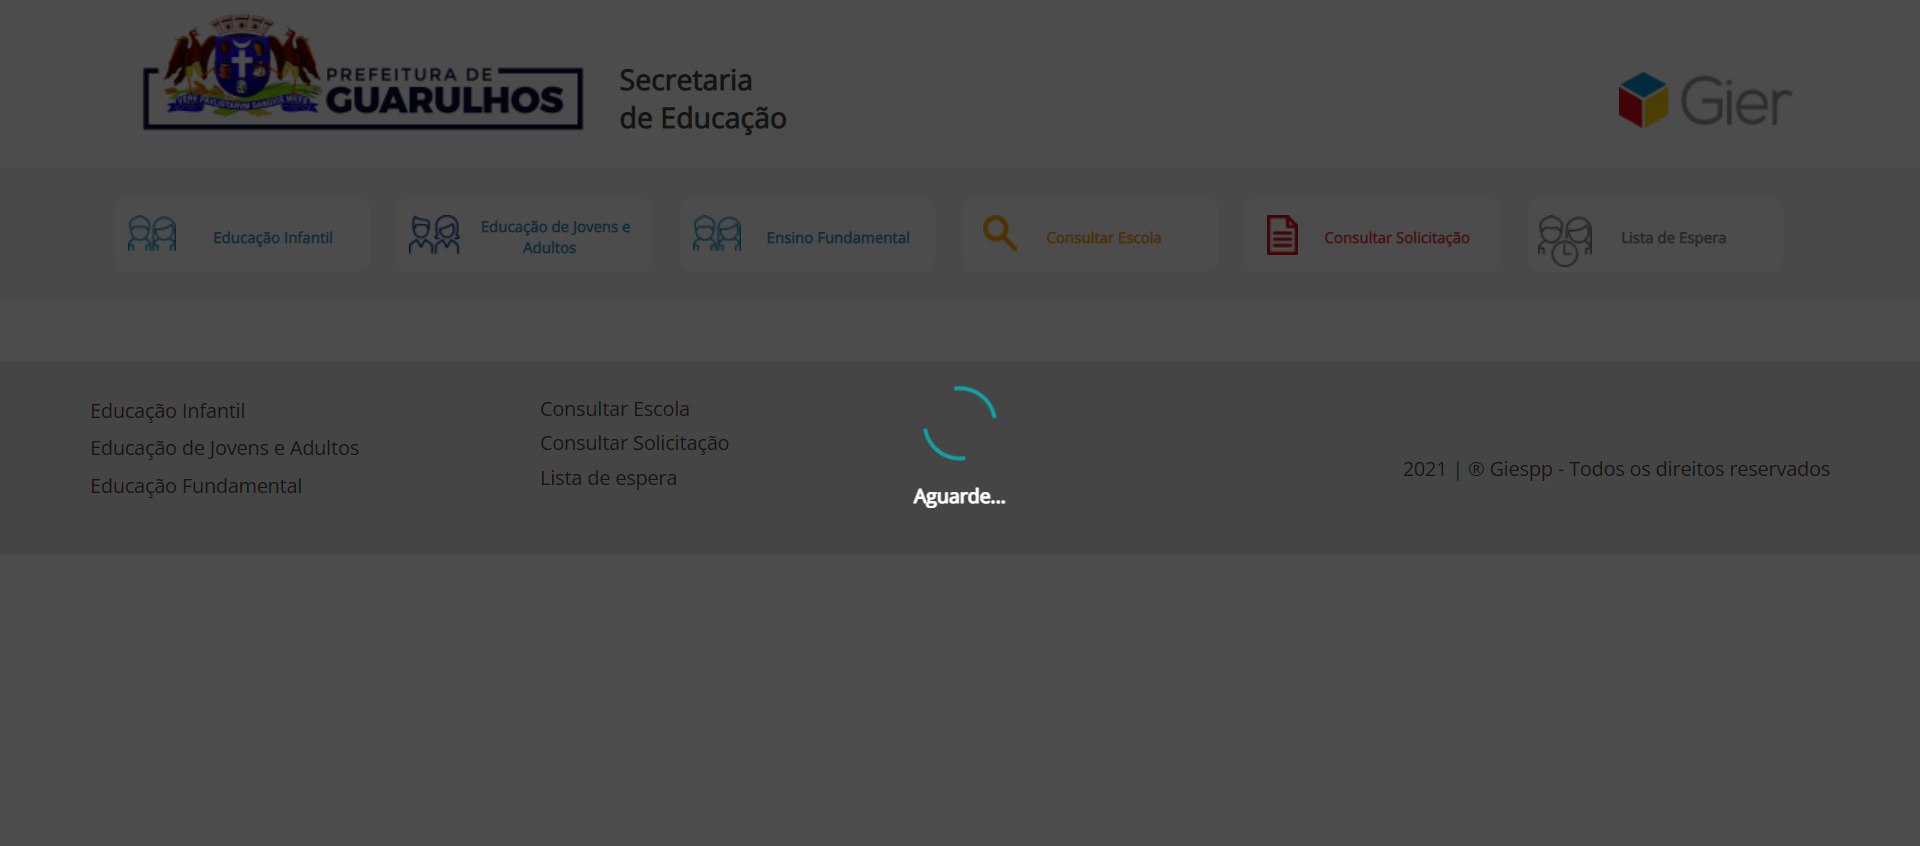 PREFEITURA DE
GUARULHOS
Secretaria
de Educação
Gier
Educação Infantil
Educação de Jovens e
Adultos
Ensino Fundamental
Consultar Escola
Consultar Solicitação
Lista de Espera
Educação Infantil
Educação de Jovens e Adultos
Educação Fundamental
Consultar Escola
Consultar Solicitação
Lista de espera
Aguarde...
2021 | ® Giespp - Todos os direitos reservados